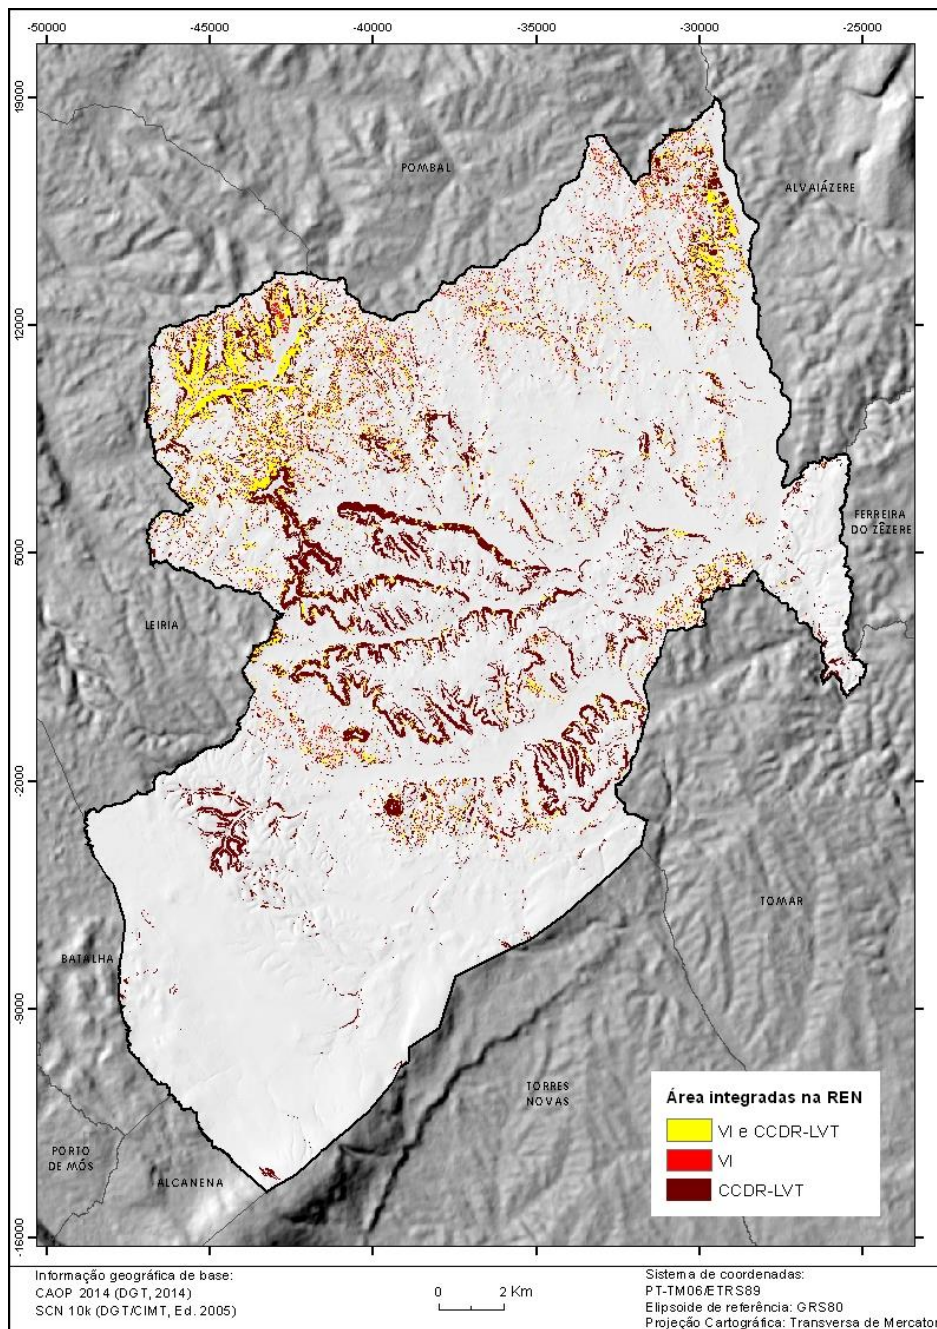 -50000 -45000 -40000 -35000 -30000 -25000
19000
POMBAL
ALVAIÁZERE
12000
FERREIRA
DO ZÊZERE
5000
LEIRIA
-2000
TOMAR
BATALHA
-9000
TORRES
NOVAS
PORTO
DE MÓS
ALCANENA
-16000
Área integradas na REN
VI e CCDR-LVT
VI
CCDR-LVT
Informação geográfica de base:
CAOP 2014 (DGT, 2014)
SCN 10k (DGT/CIMT, Ed. 2005)
0 2 Km
Sistema de coordenadas:
PT-TM06/ETRS89
Elipsoide de referência: GRS80
Projeção Cartográfica: Transversa de Mercator